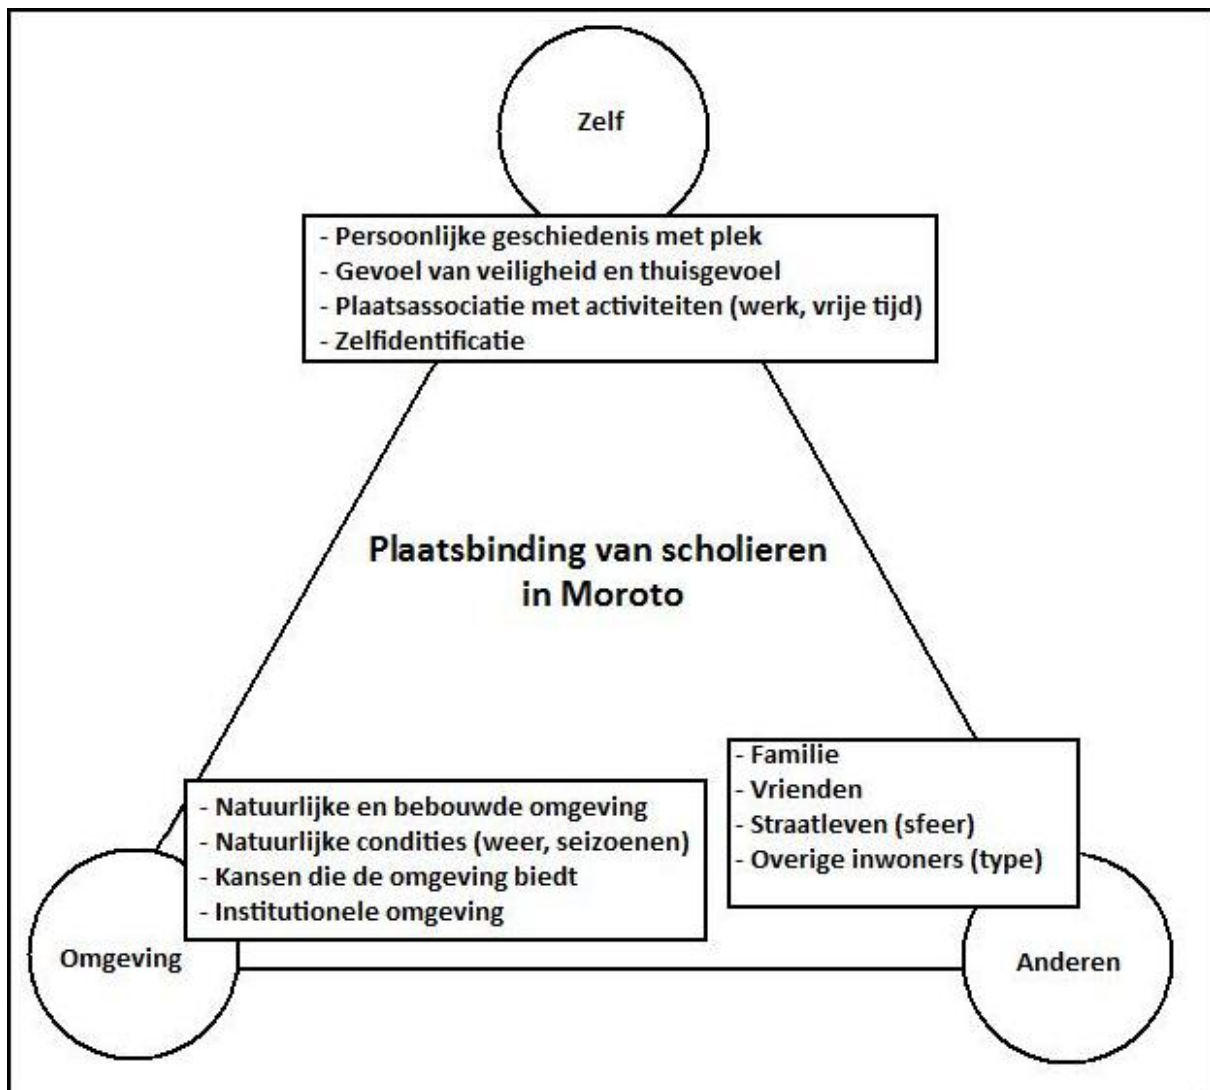 Zelf
- Persoonlijke geschiedenis met plek
- Gevoel van veiligheid en thuisgevoel
- Plaatsassociatie met activiteiten (werk, vrije tijd)
- Zelfidentificatie
Plaatsbinding van scholieren
in Moroto
- Natuurlijke en bebouwde omgeving
- Natuurlijke condities (weer, seizoenen)
- Kansen die de omgeving biedt
- Institutionele omgeving
Omgeving
- Familie
- Vrienden
- Straatleven (sfeer)
- Overige inwoners (type)
Anderen